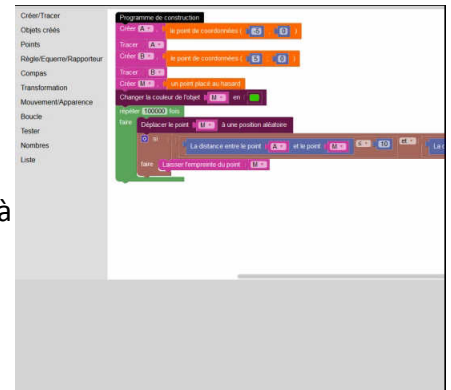 Créer/Tracer
Objets créés
Points
Règle/Equerre/Rapporteur
Compas
Transformation
Mouvement/Apparence
Boucle
Tester
Nombres
Liste
à
Programme de construction
Créer A le point de coordonnées ( -5 , 0 )
Tracer A
Créer B le point de coordonnées ( 5 , 0 )
Tracer B
Créer M un point placé au hasard
Changer la couleur de l'objet M en
répéter 100000 fois
faire Déplacer le point M à une position aléatoire
si La distance entre le point A et le point M ≤ 10 et
faire Laisser l'empreinte du point M